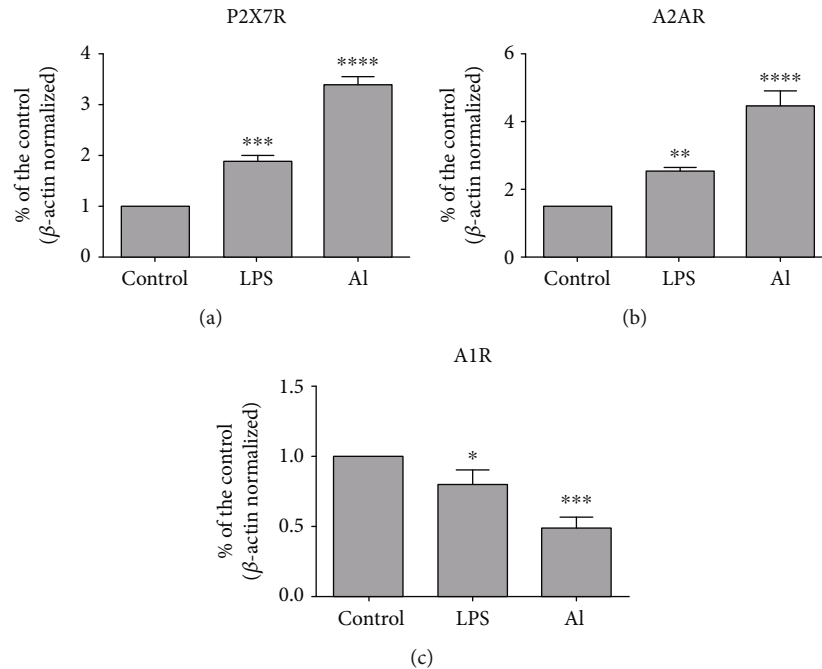 P2X7R
% of the control
(β-actin normalized)
4
3
2
1
0
***
****
Control LPS Al
(a)
A2AR
% of the control
(β-actin normalized)
6
4
2
0
**
****
Control LPS Al
(b)
A1R
% of the control
(β-actin normalized)
1.5
1.0
0.5
0.0
*
***
Control LPS Al
(c)